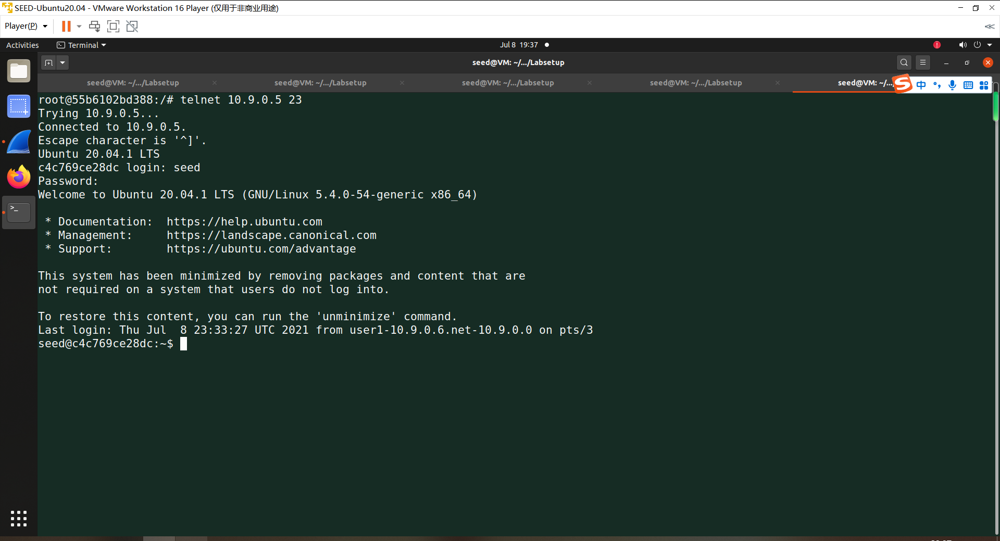 SEED-Ubuntu20.04 - VMware Workstation 16 Player (仅用于非商业用途)
Player(P)
Activities
Terminal
Jul 8 19:37
seed@VM: ~/.../Labsetup
seed@VM: ~/.../Labsetup
seed@VM: ~/.../Labsetup
seed@VM: ~/.../Labsetup
seed@VM: ~/.../Labsetup
seed@VM: ~/...
中
root@55b6102bd388:/# telnet 10.9.0.5 23
Trying 10.9.0.5...
Connected to 10.9.0.5.
Escape character is '^]'.
Ubuntu 20.04.1 LTS
c4c769ce28dc login: seed
Password:
Welcome to Ubuntu 20.04.1 LTS (GNU/Linux 5.4.0-54-generic x86_64)
* Documentation:  https://help.ubuntu.com
* Management:     https://landscape.canonical.com
* Support:        https://ubuntu.com/advantage
This system has been minimized by removing packages and content that are
not required on a system that users do not log into.
To restore this content, you can run the 'unminimize' command.
Last login: Thu Jul  8 23:33:27 UTC 2021 from user1-10.9.0.6.net-10.9.0.0 on pts/3
seed@c4c769ce28dc:~$